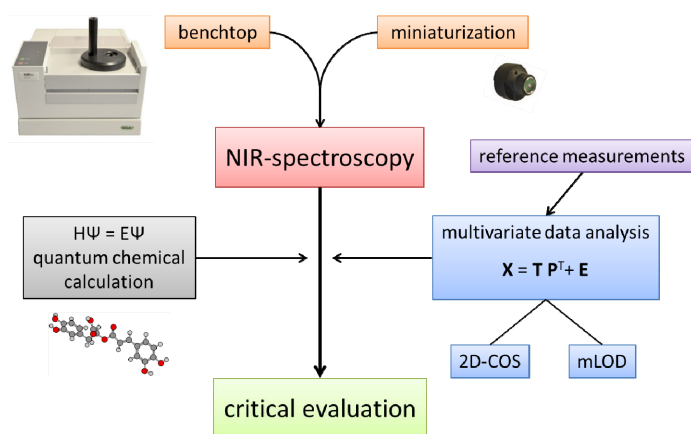 benchtop
miniaturization
NIR-spectroscopy
reference measurements
HΨ = EΨ
quantum chemical
calculation
multivariate data analysis
X = T Pᵀ+ E
2D-COS
mLOD
critical evaluation